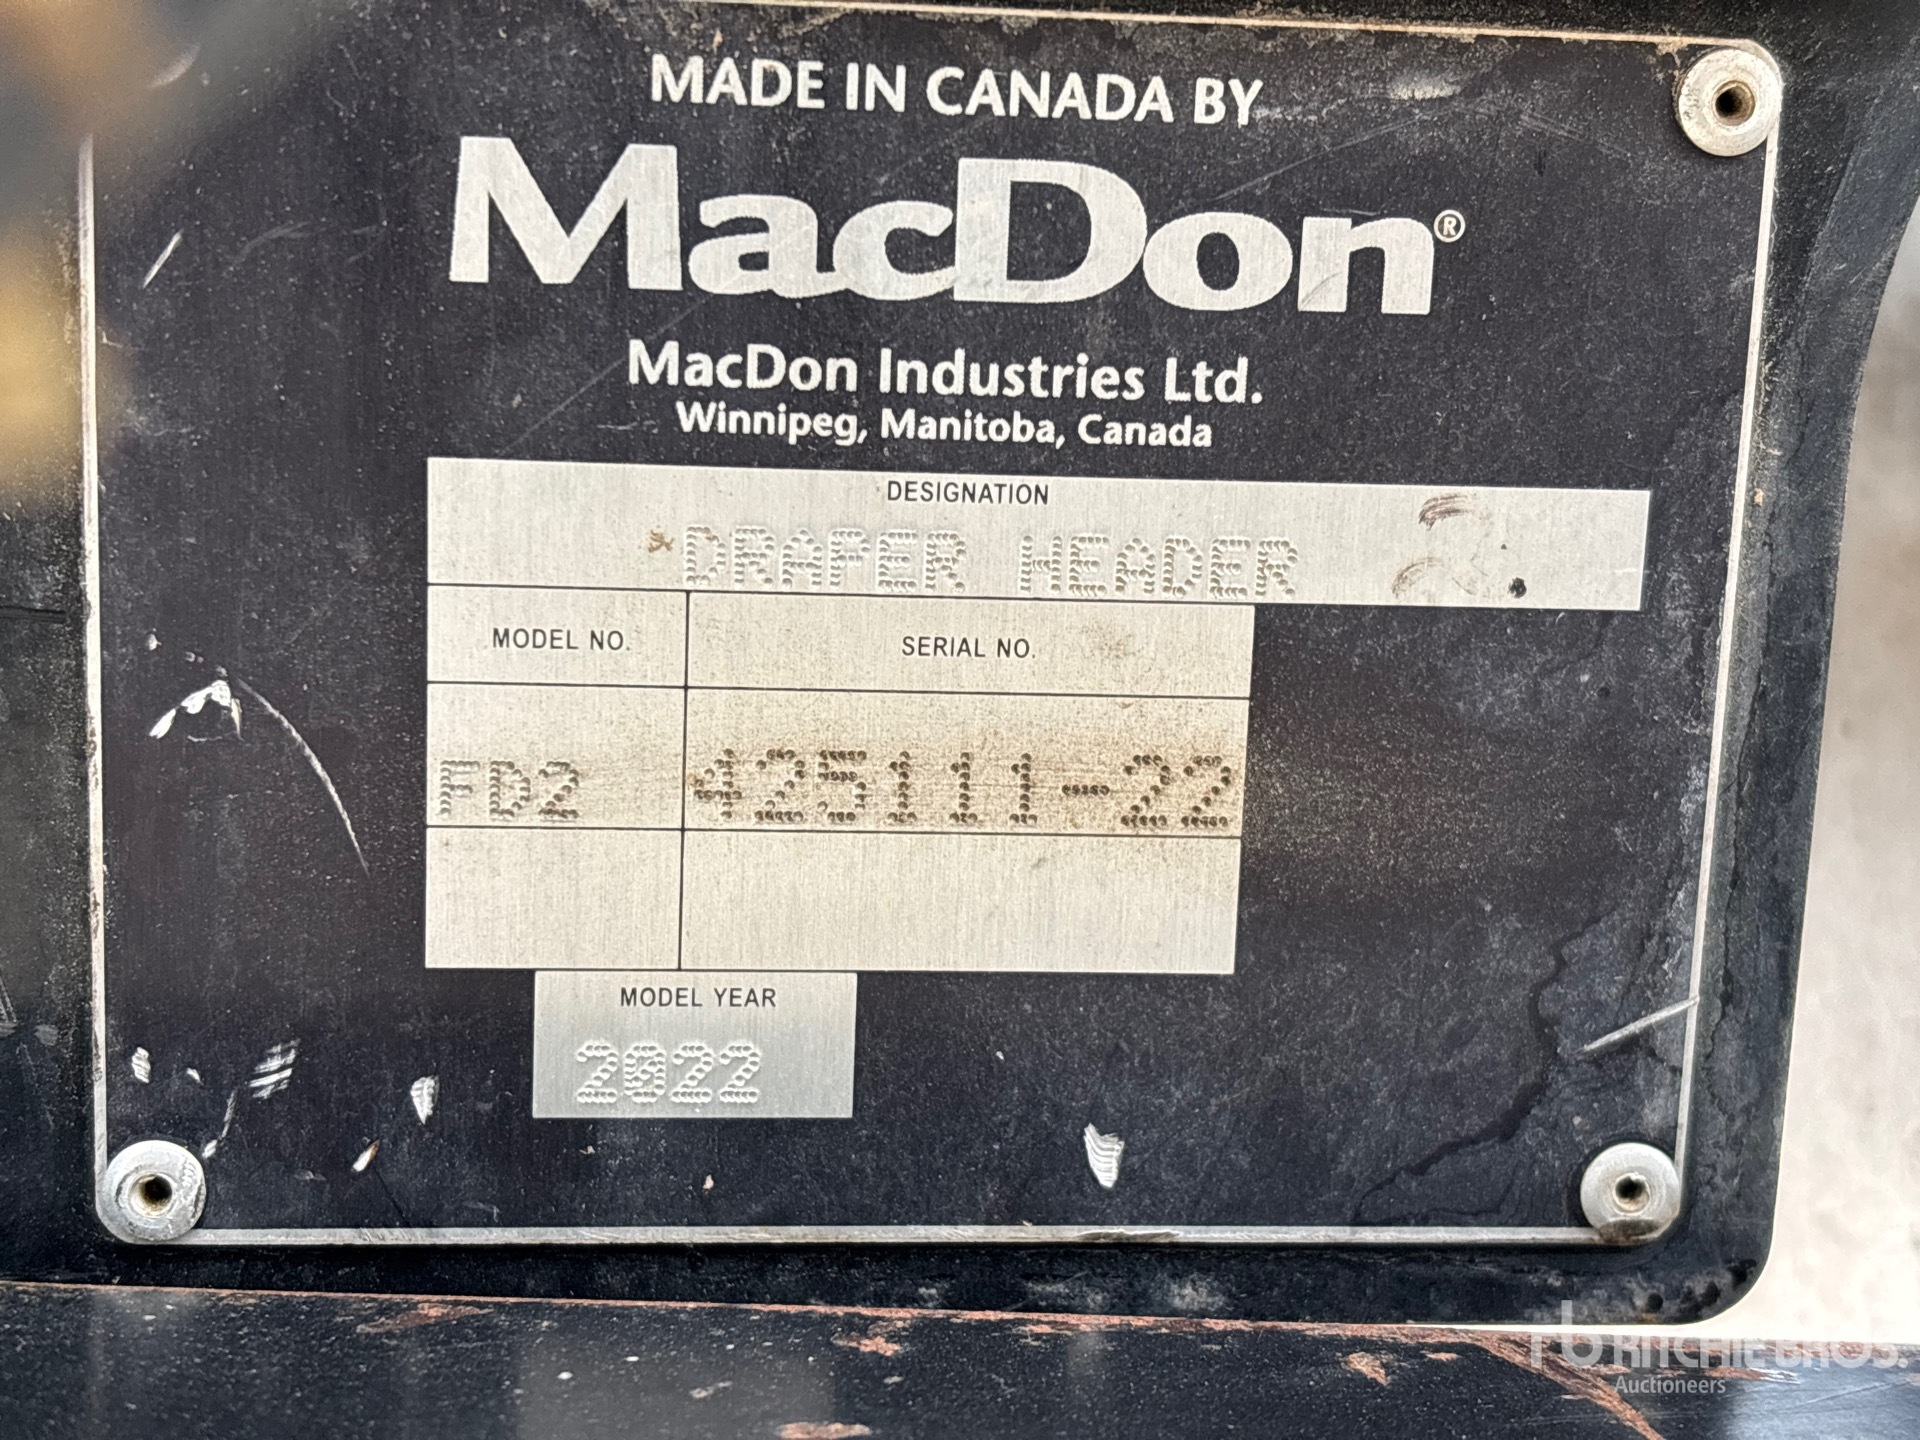 MADE IN CANADA BY
MacDon®
MacDon Industries Ltd.
Winnipeg, Manitoba, Canada
DESIGNATION
DRAPER HEADER
MODEL NO. SERIAL NO.
FD2 425111-22
MODEL YEAR
2022
rb RITCHIE BROS.
Auctioneers